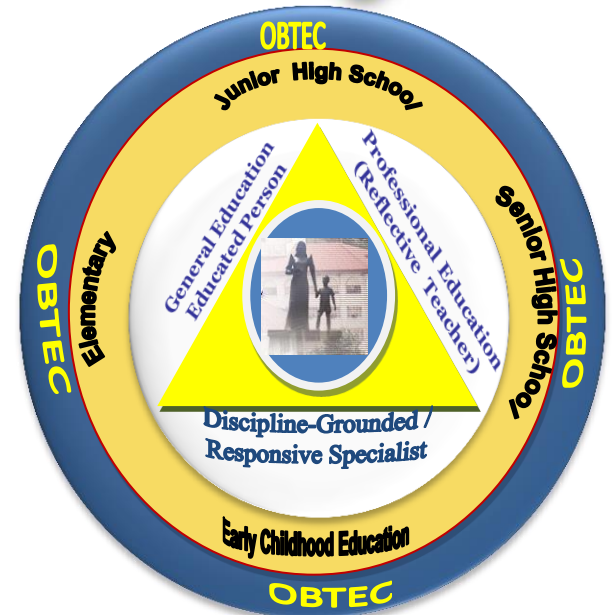 OBTEC
Junior High School
General Education
Educated Person
Professional Education
(Reflective Teacher)
Senior High School
OBTEC
Elementary
OBTEC
Discipline-Grounded /
Responsive Specialist
Early Childhood Education
OBTEC